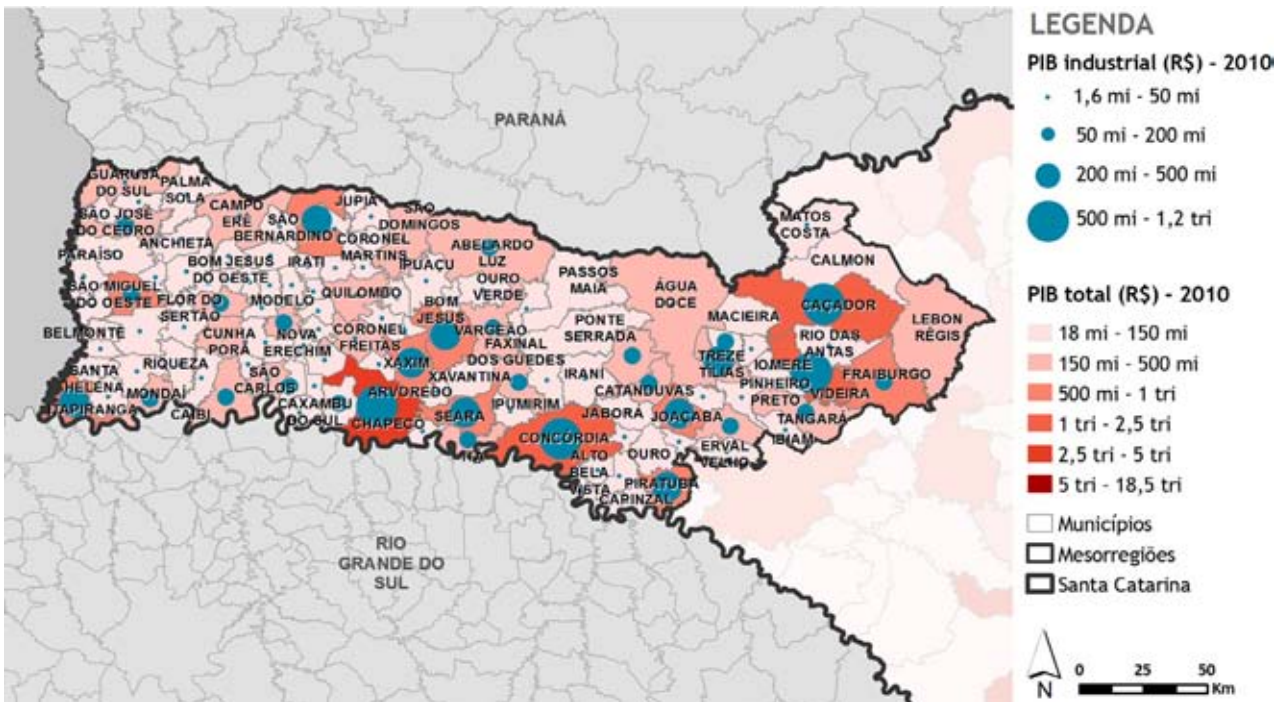 PARANÁ
GUARUJÁ
DO SUL
PALMA
SOLA
SÃO JOSÉ
DO CEDRO
CAMPO
ERÊ
SÃO
BERNARDINO
JUPIÁ
SÃO
DOMINGOS
PARAÍSO
ANCHIETA
BOM JESUS
DO OESTE
IRATI
CORONEL
MARTINS
IPUAÇU
ABELARDO
LUZ
OURO
VERDE
PASSOS
MAIA
ÁGUA
DOCE
MATOS
COSTA
CALMON
SÃO MIGUEL
DO OESTE
FLOR DO
SERTÃO
MODELO
QUILOMBO
BOM
JESUS
VARGEÃO
MACIEIRA
CAÇADOR
LEBON
RÉGIS
BELMONTE
CUNHA
PORÃ
NOVA
ERECHIM
CORONEL
FREITAS
XAXIM
FAXINAL
DOS GUEDES
PONTE
SERRADA
TREZE
TÍLIAS
IOMERÊ
RIO DAS
ANTAS
RIQUEZA
SANTA
HELENA
ITAPIRANGA
MONDAÍ
CAIBI
SÃO
CARLOS
CAXAMBU
DO SUL
ARVOREDO
CHAPECÓ
XAVANTINA
SEARA
IPUMIRIM
IRANI
CATANDUVAS
PINHEIRO
PRETO
VIDEIRA
FRAIBURGO
TANGARÁ
IBIAM
JABORÁ
JOAÇABA
CONCÓRDIA
ALTO
BELA
VISTA
OURO
ERVAL
VELHO
PIRATUBA
CAPINZAL
RIO
GRANDE DO
SUL
LEGENDA
PIB industrial (R$) - 2010
1,6 mi - 50 mi
50 mi - 200 mi
200 mi - 500 mi
500 mi - 1,2 tri
PIB total (R$) - 2010
18 mi - 150 mi
150 mi - 500 mi
500 mi - 1 tri
1 tri - 2,5 tri
2,5 tri - 5 tri
5 tri - 18,5 tri
Municípios
Mesorregiões
Santa Catarina
N
0 25 50
Km